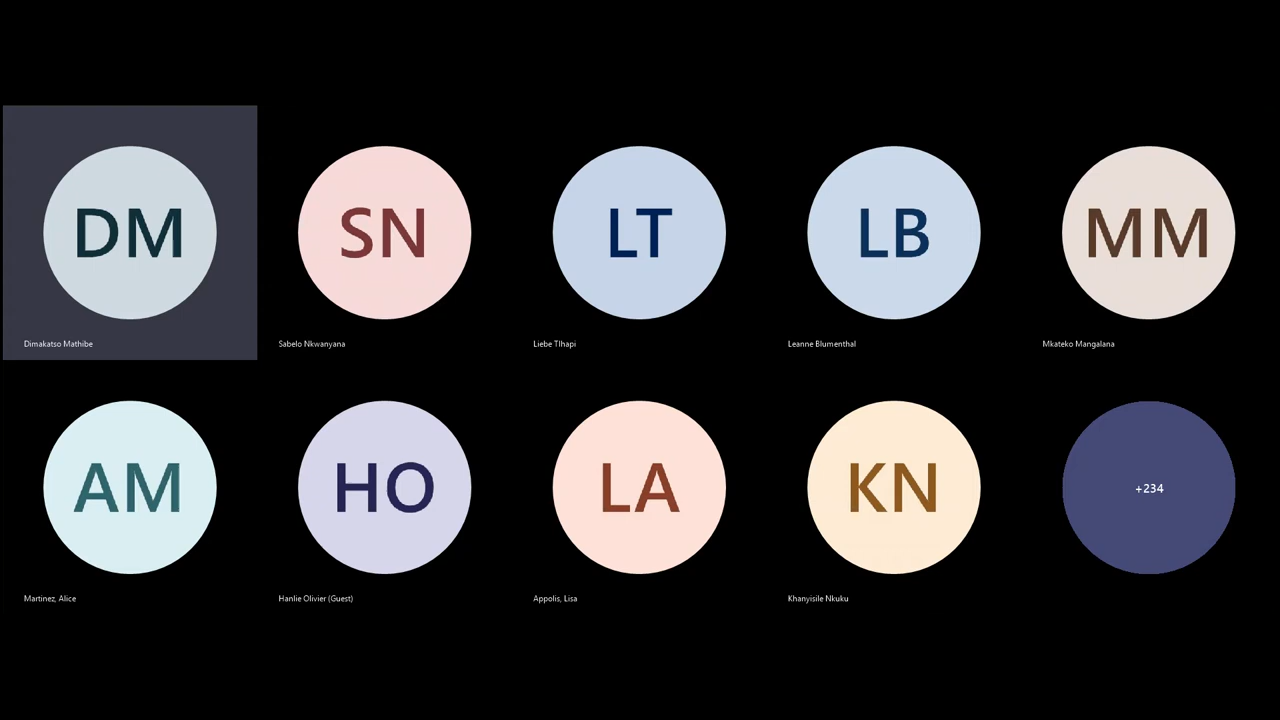 DM
SN
LT
LB
MM
Dimakatso Mathibe
Sabelo Nkwanyana
Liebe Tlhapi
Leanne Blumenthal
Mkateko Mangalana
AM
HO
LA
KN
+234
Martinez, Alice
Hanlie Olivier (Guest)
Appolis, Lisa
Khanyisile Nkuku